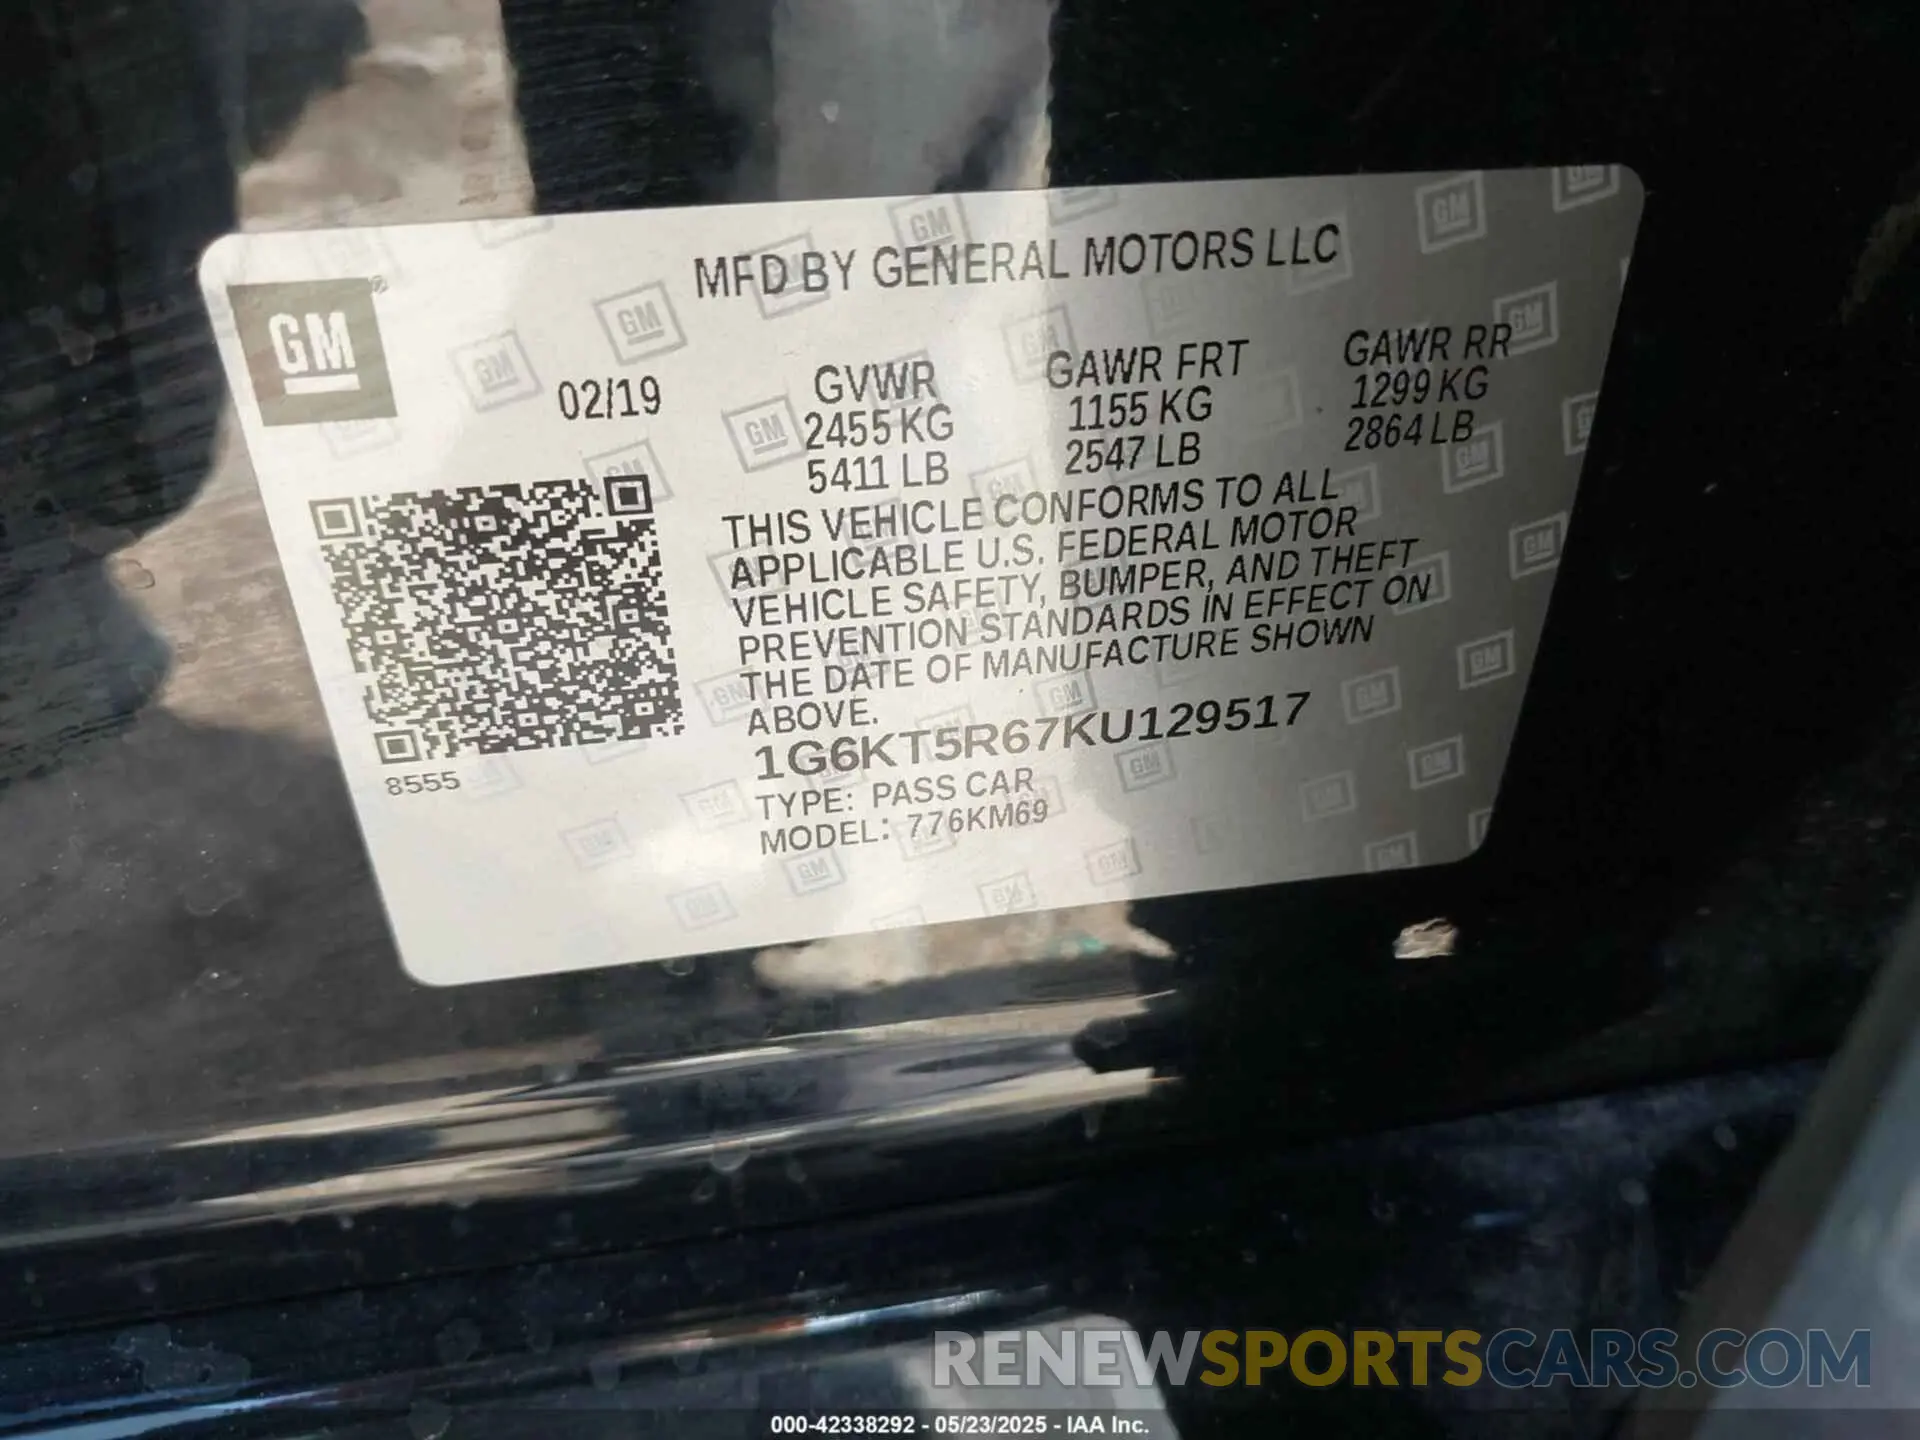 MFD BY GENERAL MOTORS LLC
GM®
02/19
GVWR
2455 KG
5411 LB
GAWR FRT
1155 KG
2547 LB
GAWR RR
1299 KG
2864 LB
THIS VEHICLE CONFORMS TO ALL
APPLICABLE U.S. FEDERAL MOTOR
VEHICLE SAFETY, BUMPER, AND THEFT
PREVENTION STANDARDS IN EFFECT ON
THE DATE OF MANUFACTURE SHOWN
ABOVE.
1G6KT5R67KU129517
TYPE: PASS CAR
MODEL: 776KM69
8555
RENEWSPORTSCARS.COM
000-42338292 - 05/23/2025 - IAA Inc.